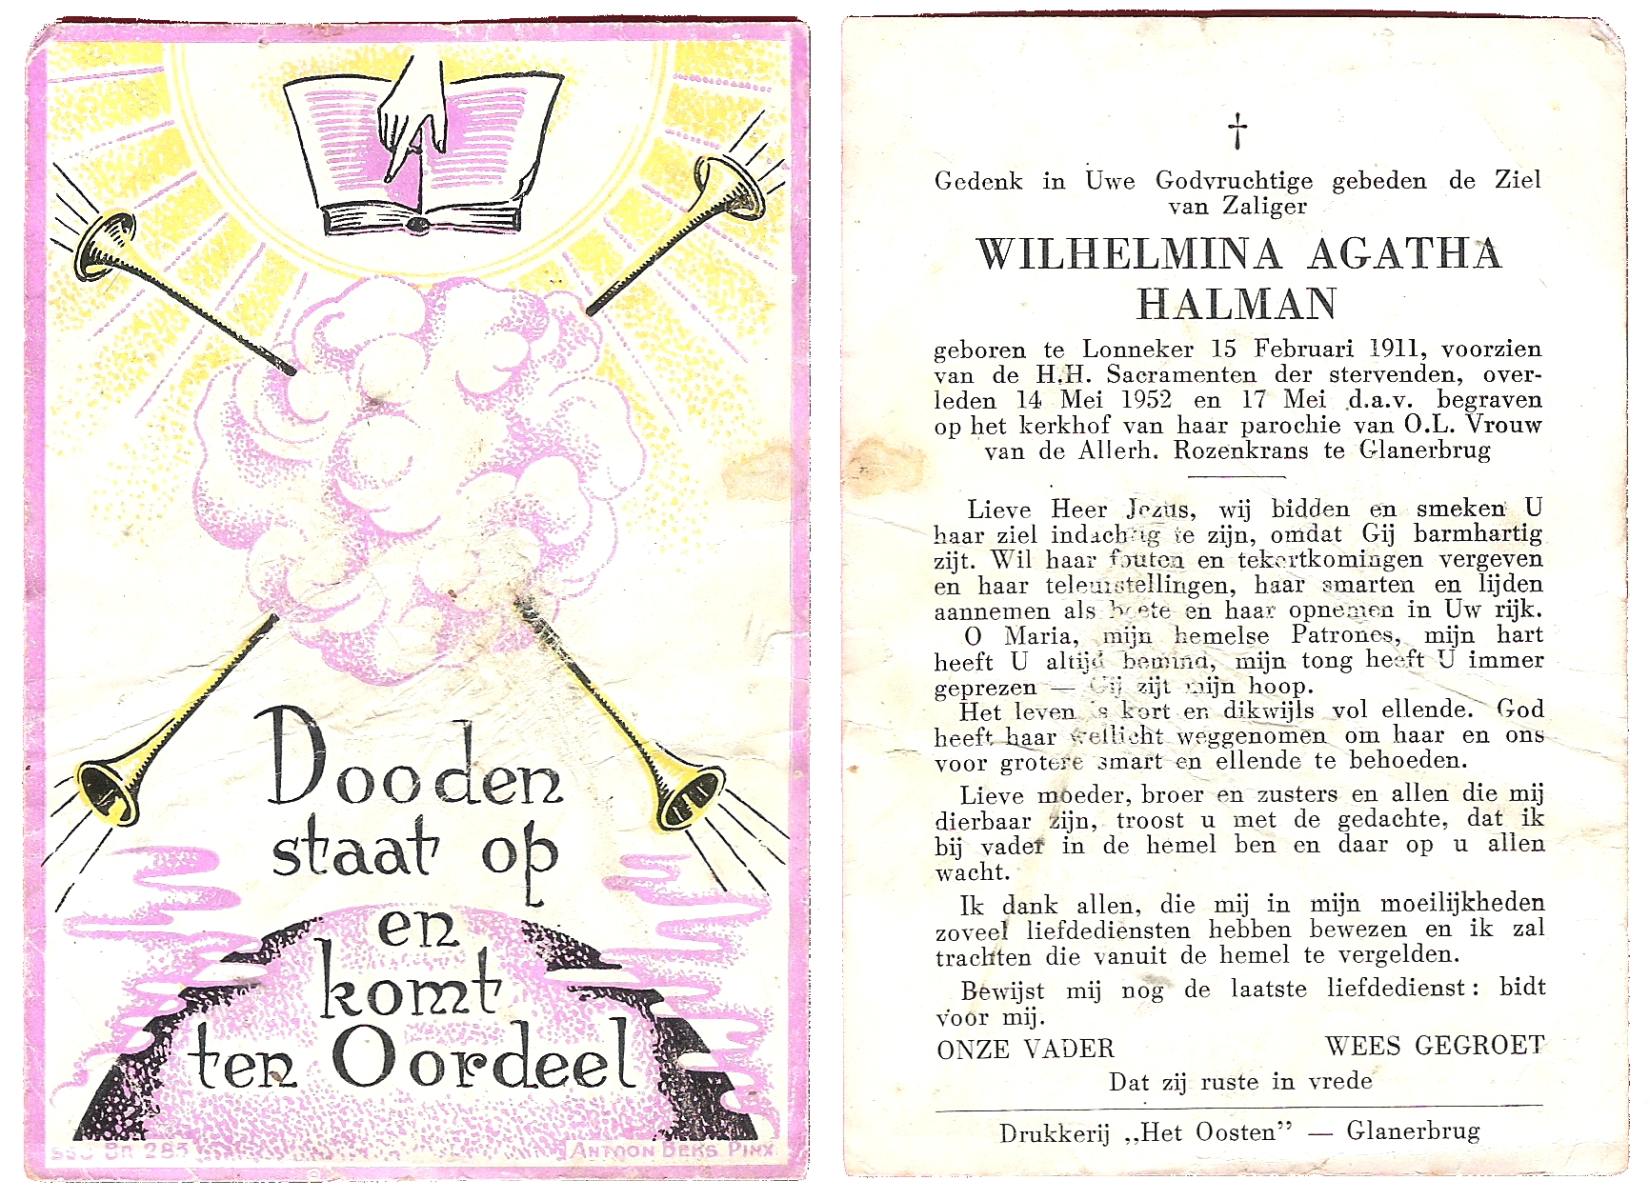 Dooden
staat op
en
komt
ten Oordeel
ANTOON BEKS PINX
†
Gedenk in Uwe Godvruchtige gebeden de Ziel
van Zaliger
WILHELMINA AGATHA
HALMAN
geboren te Lonneker 15 Februari 1911, voorzien
van de H.H. Sacramenten der stervenden, over-
leden 14 Mei 1952 en 17 Mei d.a.v. begraven
op het kerkhof van haar parochie van O.L. Vrouw
van de Allerh. Rozenkrans te Glanerbrug
Lieve Heer Jezus, wij bidden en smeken U
haar ziel indachtig te zijn, omdat Gij barmhartig
zijt. Wil haar fouten en tekortkomingen vergeven
en haar teleurstellingen, haar smarten en lijden
aannemen als boete en haar opnemen in Uw rijk.
O Maria, mijn hemelse Patrones, mijn hart
heeft U altijd bemind, mijn tong heeft U immer
geprezen — Gij zijt mijn hoop.
Het leven is kort en dikwijls vol ellende. God
heeft haar wellicht weggenomen om haar en ons
voor grotere smart en ellende te behoeden.
Lieve moeder, broer en zusters en allen die mij
dierbaar zijn, troost u met de gedachte, dat ik
bij vader in de hemel ben en daar op u allen
wacht.
Ik dank allen, die mij in mijn moeilijkheden
zoveel liefdediensten hebben bewezen en ik zal
trachten die vanuit de hemel te vergelden.
Bewijst mij nog de laatste liefdedienst: bidt
voor mij.
ONZE VADER WEES GEGROET
Dat zij ruste in vrede
Drukkerij „Het Oosten" — Glanerbrug